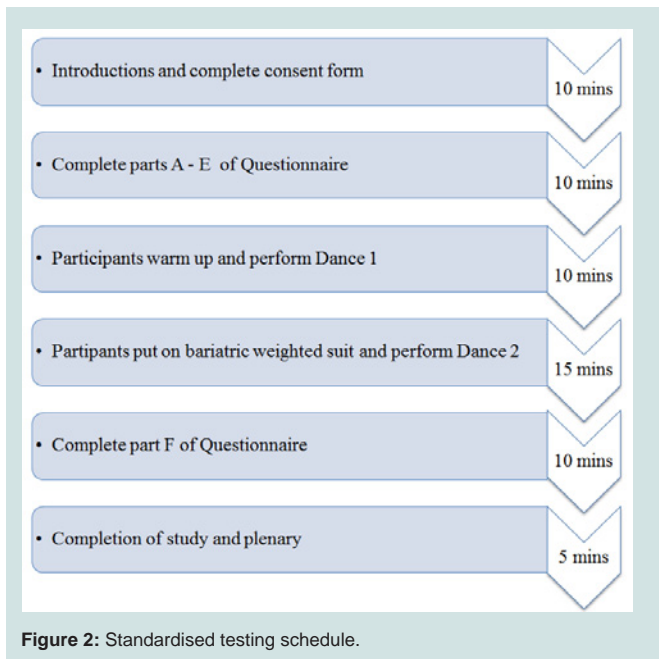 • Introductions and complete consent form
10 mins
• Complete parts A - E of Questionnaire
10 mins
• Participants warm up and perform Dance 1
10 mins
• Partipants put on bariatric weighted suit and perform Dance 2
15 mins
• Complete part F of Questionnaire
10 mins
• Completion of study and plenary
5 mins
Figure 2: Standardised testing schedule.